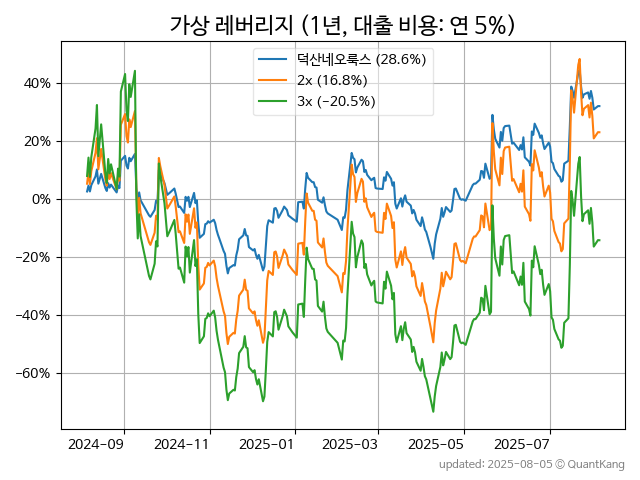 가상 레버리지 (1년, 대출 비용: 연 5%)
덕산네오룩스 (28.6%)
2x (16.8%)
3x (−20.5%)
40%
20%
0%
−20%
−40%
−60%
2024-09 2024-11 2025-01 2025-03 2025-05 2025-07
updated: 2025-08-05 © QuantKang